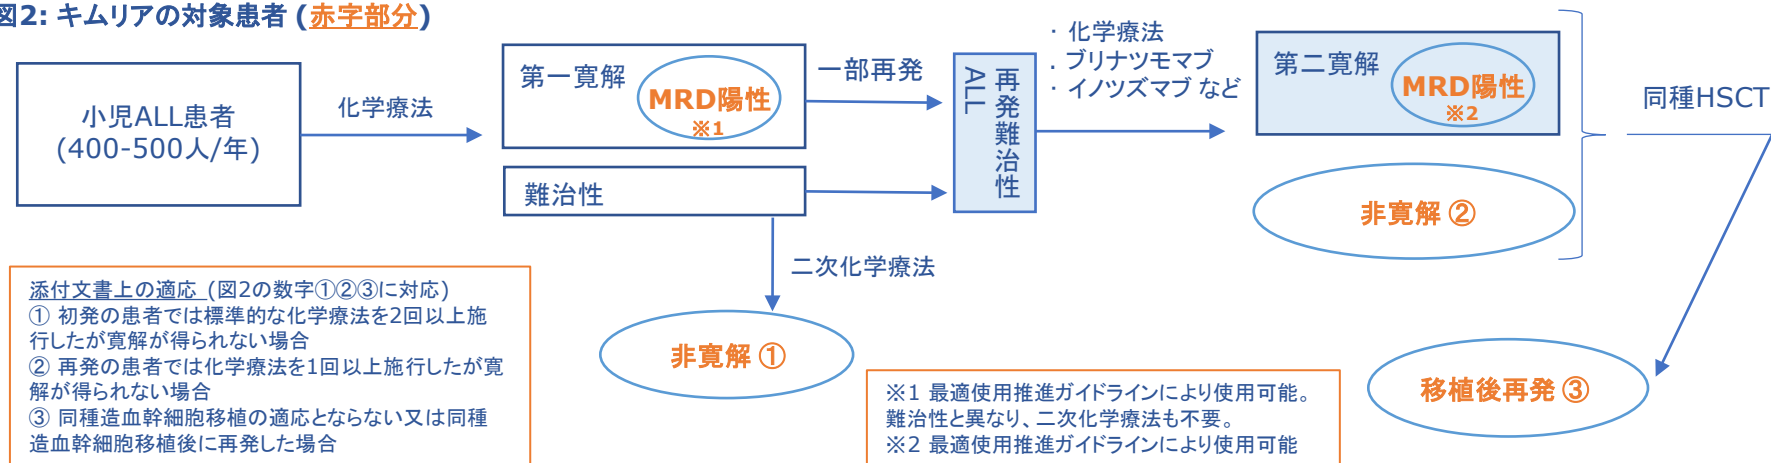 図2: キムリアの対象患者 (赤字部分)
小児ALL患者
(400-500人/年)
化学療法
第一寛解
MRD陽性
※1
難治性
一部再発
二次化学療法
非寛解 ①
再発難治性
ALL
・ 化学療法
. ブリナツモマブ
・ イノツズマブ など
第二寛解
MRD陽性
※2
非寛解 ②
同種HSCT
移植後再発 ③
添付文書上の適応 (図2の数字①②③に対応)
① 初発の患者では標準的な化学療法を2回以上施
行したが寛解が得られない場合
② 再発の患者では化学療法を1回以上施行したが寛
解が得られない場合
③ 同種造血幹細胞移植の適応とならない又は同種
造血幹細胞移植後に再発した場合
※1 最適使用推進ガイドラインにより使用可能。
難治性と異なり、二次化学療法も不要。
※2 最適使用推進ガイドラインにより使用可能